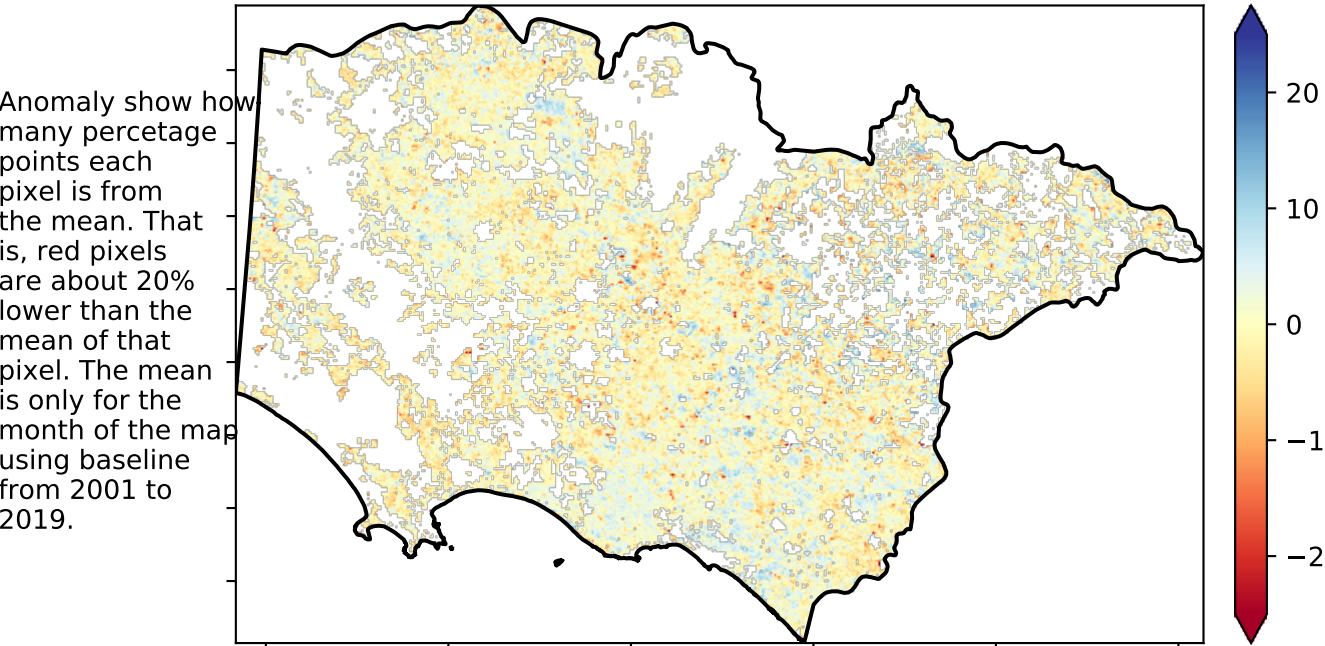 Anomaly show how
many percetage
points each
pixel is from
the mean. That
is, red pixels
are about 20%
lower than the
mean of that
pixel. The mean
is only for the
month of the map
using baseline
from 2001 to
2019.
20
10
0
−1
−2